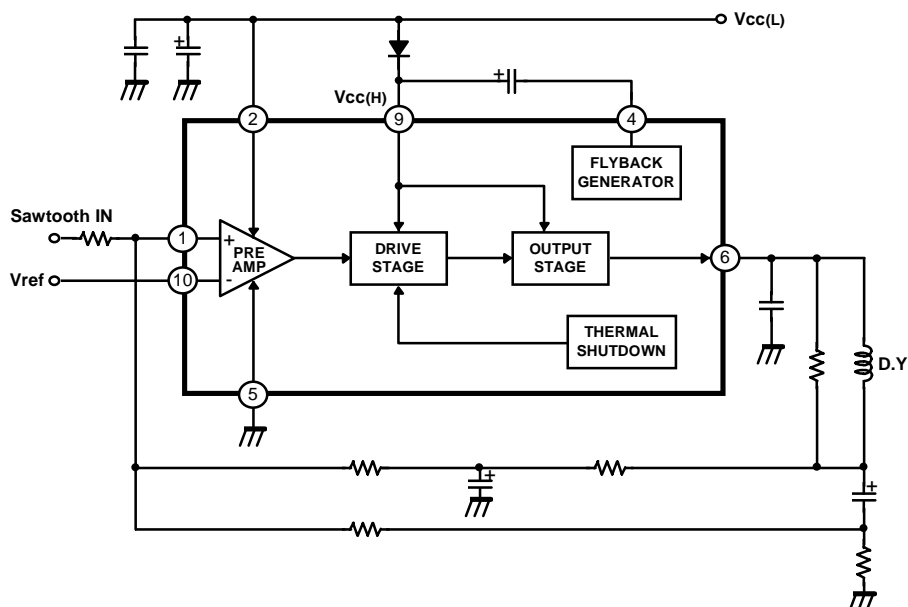 Vcc(L)
+
+
Vcc(H)
2
9
4
FLYBACK
GENERATOR
Sawtooth IN
1
+
PRE
AMP
DRIVE
STAGE
OUTPUT
STAGE
6
Vref
10
-
THERMAL
SHUTDOWN
D.Y
5
+
+